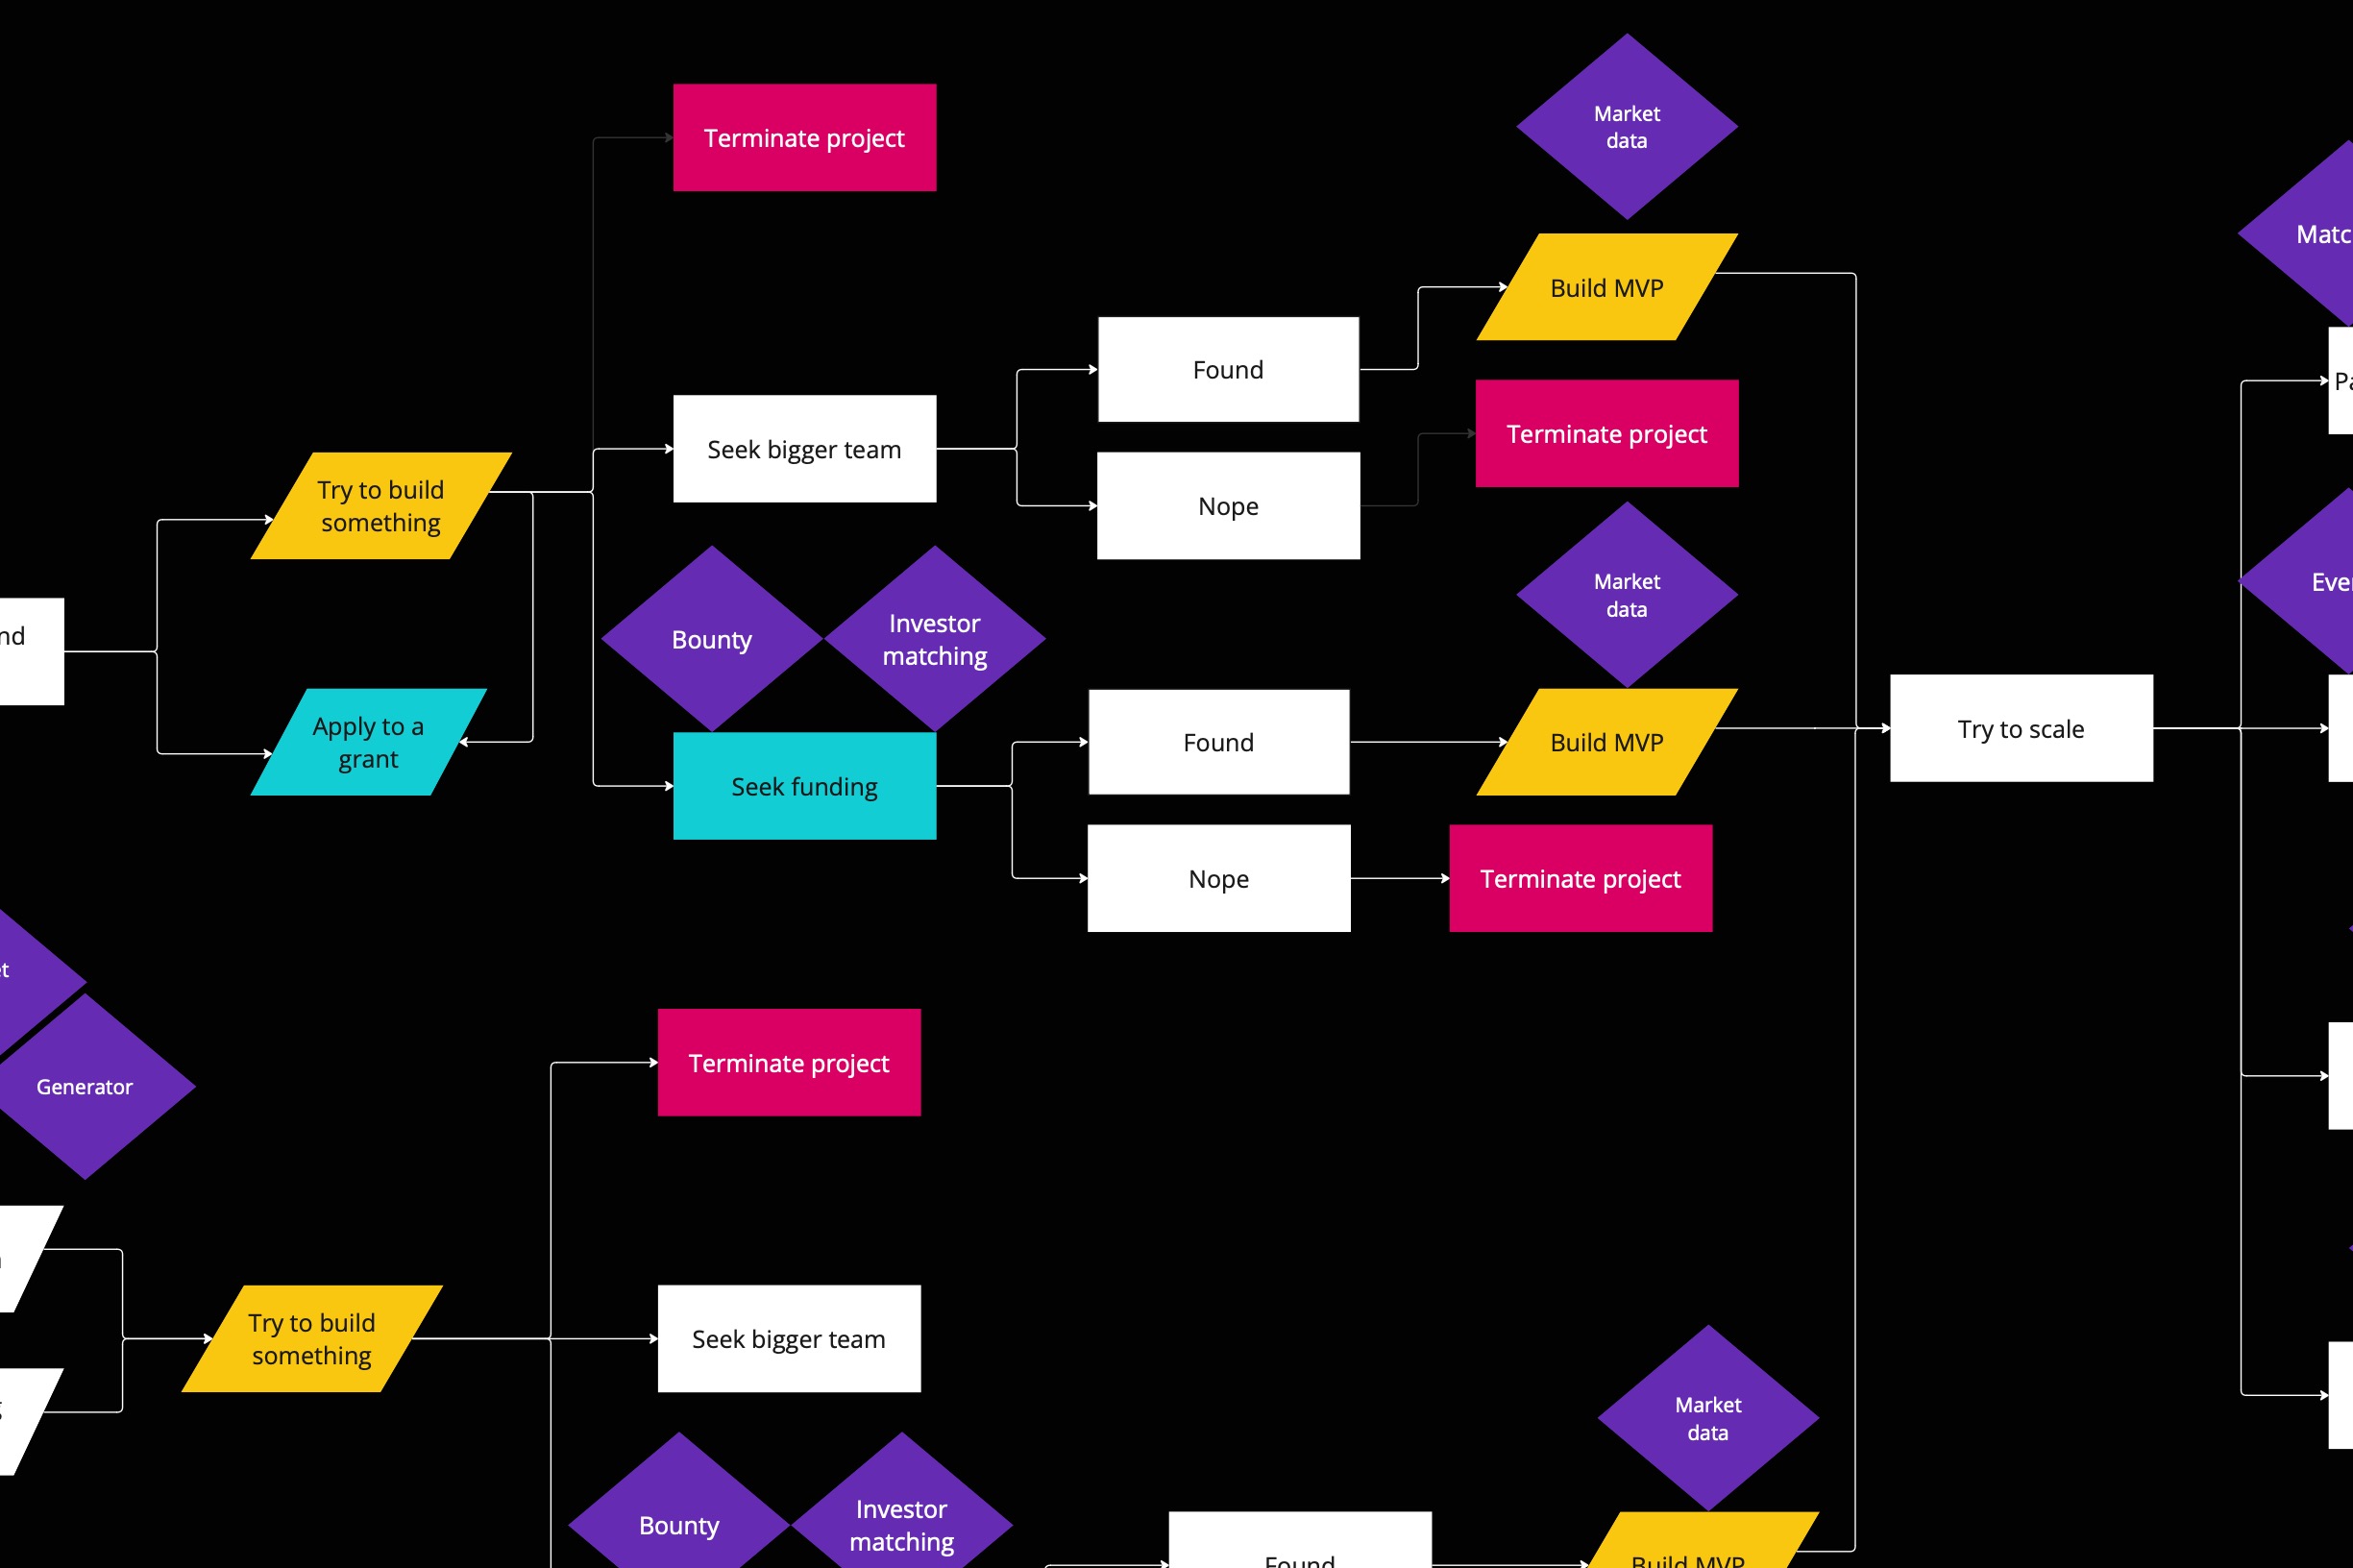 Market
data
Terminate project
Matc
Build MVP
Found
Pa
Terminate project
Seek bigger team
Try to build
something
Nope
Market
data
Even
Bounty
Investor
matching
nd
Apply to a
grant
Found
Build MVP
Try to scale
Seek funding
Nope
Terminate project
et
Terminate project
Generator
Try to build
something
Seek bigger team
Market
data
g
Bounty
Investor
matching
Found
Build MVP